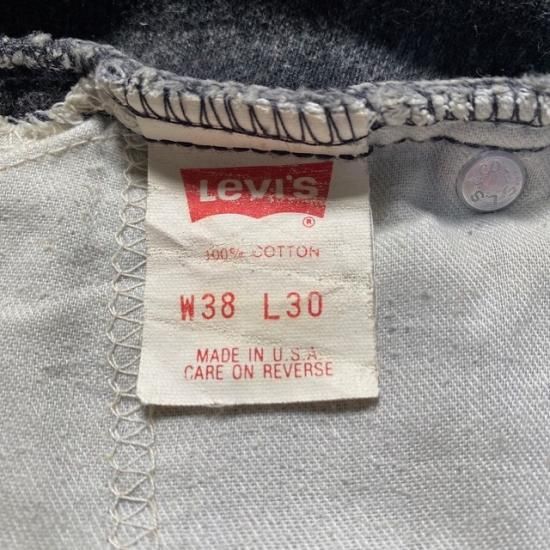 Levi's
®
100% COTTON
W38 L30
MADE IN U.S.A.
CARE ON REVERSE